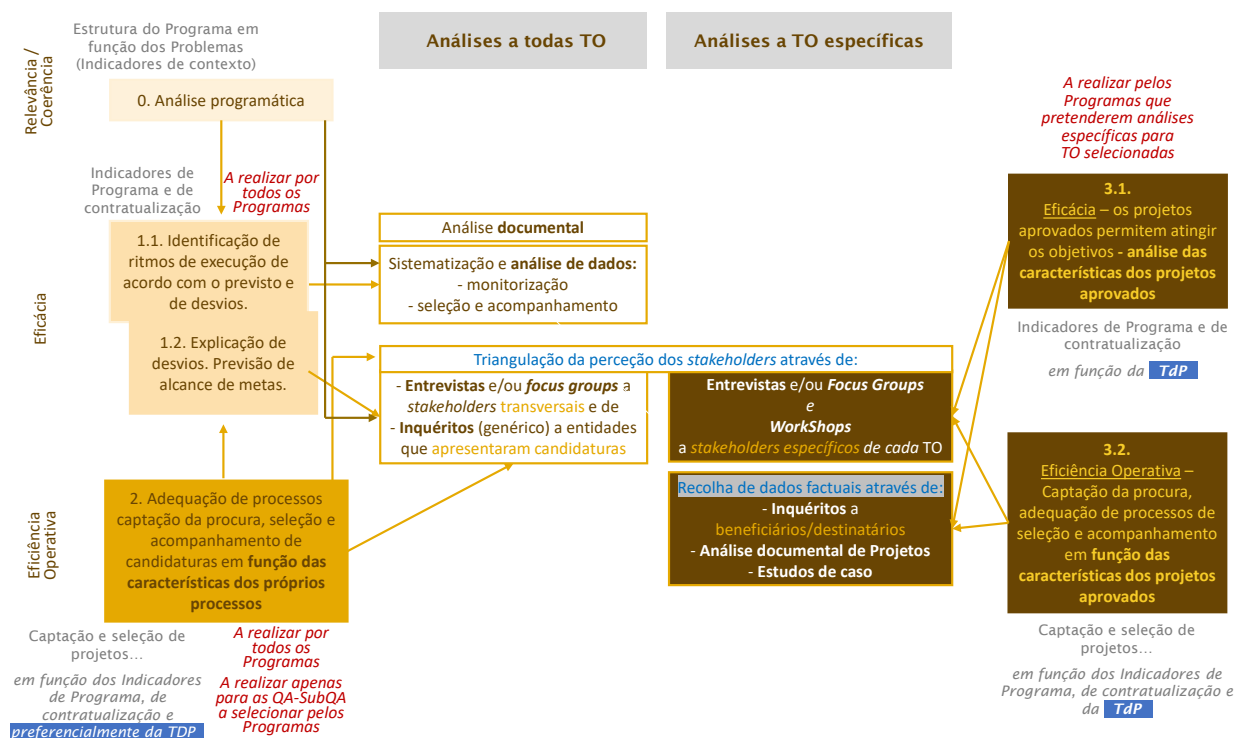 Relevância /
Coerência
Estrutura do Programa em
função dos Problemas
(Indicadores de contexto)
0. Análise programática
Análises a todas TO
Análises a TO específicas
A realizar pelos
Programas que
pretenderem análises
específicas para
TO selecionadas
Eficácia
Indicadores de
Programa e de
contratualização
A realizar por
todos os
Programas
1.1. Identificação de
ritmos de execução de
acordo com o previsto e
de desvios.
1.2. Explicação de
desvios. Previsão de
alcance de metas.
Análise documental
Sistematização e análise de dados:
- monitorização
- seleção e acompanhamento
Triangulação da perceção dos stakeholders através de:
- Entrevistas e/ou focus groups a
stakeholders transversais e de
- Inquéritos (genérico) a entidades
que apresentaram candidaturas
Entrevistas e/ou Focus Groups
e
WorkShops
a stakeholders específicos de cada TO
Recolha de dados factuais através de:
- Inquéritos a
beneficiários/destinatários
- Análise documental de Projetos
- Estudos de caso
3.1.
Eficácia – os projetos
aprovados permitem atingir
os objetivos - análise das
características dos projetos
aprovados
Indicadores de Programa e de
contratualização
em função da TdP
3.2.
Eficiência Operativa –
Captação da procura,
adequação de processos de
seleção e acompanhamento
em função das
características dos projetos
aprovados
Captação e seleção de
projetos...
em função dos Indicadores de
Programa, de contratualização e
da TdP
Eficiência
Operativa
2. Adequação de processos
captação da procura, seleção e
acompanhamento de
candidaturas em função das
características dos próprios
processos
Captação e seleção de
projetos...
em função dos Indicadores
de Programa, de
contratualização e
preferencialmente da TDP
A realizar por
todos os
Programas
A realizar apenas
para as QA-SubQA
a selecionar pelos
Programas